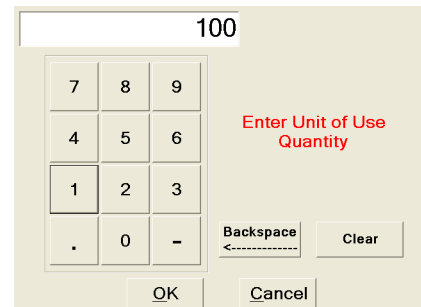 100
7 8 9
4 5 6
Enter Unit of Use
Quantity
1 2 3
. 0 -
Backspace
<-------------
Clear
OK
Cancel